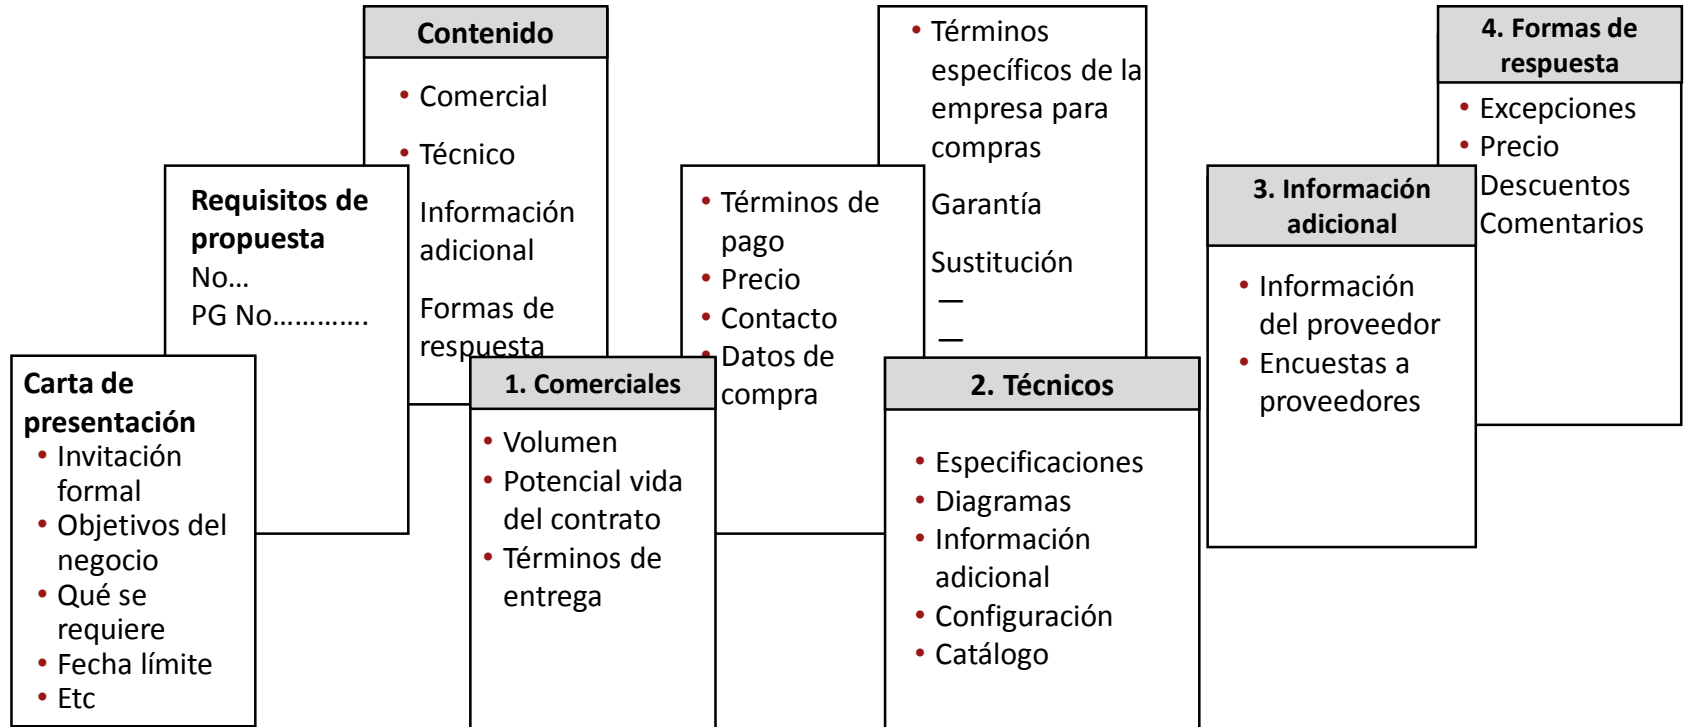 Carta de
presentación
• Invitación
formal
• Objetivos del
negocio
• Qué se
requiere
• Fecha límite
• Etc
Requisitos de
propuesta
No…
PG No………….
Contenido
• Comercial
• Técnico
Información
adicional
Formas de
respuesta
1. Comerciales
• Volumen
• Potencial vida
del contrato
• Términos de
entrega
• Términos de
pago
• Precio
• Contacto
• Datos de
compra
• Términos
específicos de la
empresa para
compras
Garantía
Sustitución
—
—
2. Técnicos
• Especificaciones
• Diagramas
• Información
adicional
• Configuración
• Catálogo
3. Información
adicional
• Información
del proveedor
• Encuestas a
proveedores
4. Formas de
respuesta
• Excepciones
• Precio
Descuentos
Comentarios